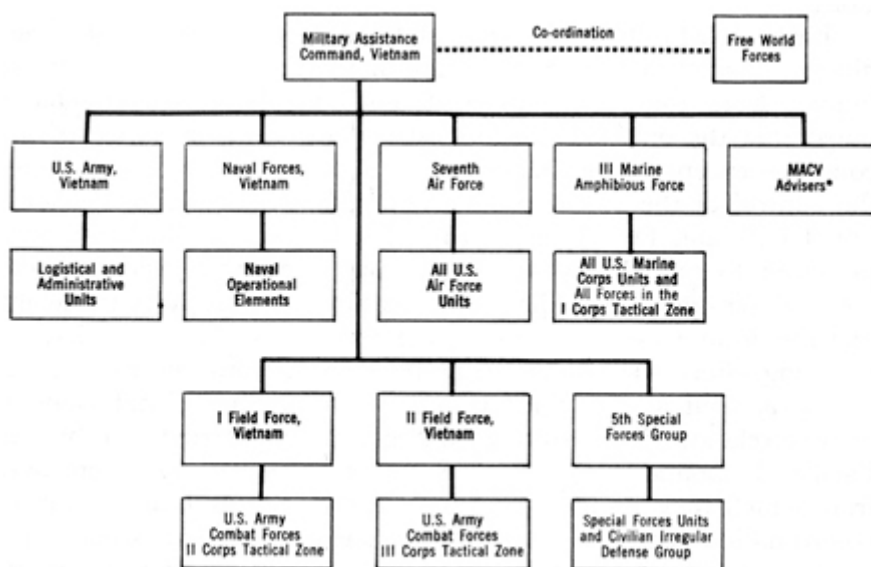 Military Assistance
Command, Vietnam
Co-ordination
Free World
Forces
U.S. Army,
Vietnam
Naval Forces,
Vietnam
Seventh
Air Force
III Marine
Amphibious Force
MACV
Advisers*
Logistical and
Administrative
Units
Naval
Operational
Elements
All U.S.
Air Force
Units
All U.S. Marine
Corps Units and
All Forces in the
I Corps Tactical Zone
I Field Force,
Vietnam
II Field Force,
Vietnam
5th Special
Forces Group
U.S. Army
Combat Forces
II Corps Tactical Zone
U.S. Army
Combat Forces
III Corps Tactical Zone
Special Forces Units
and Civilian Irregular
Defense Group